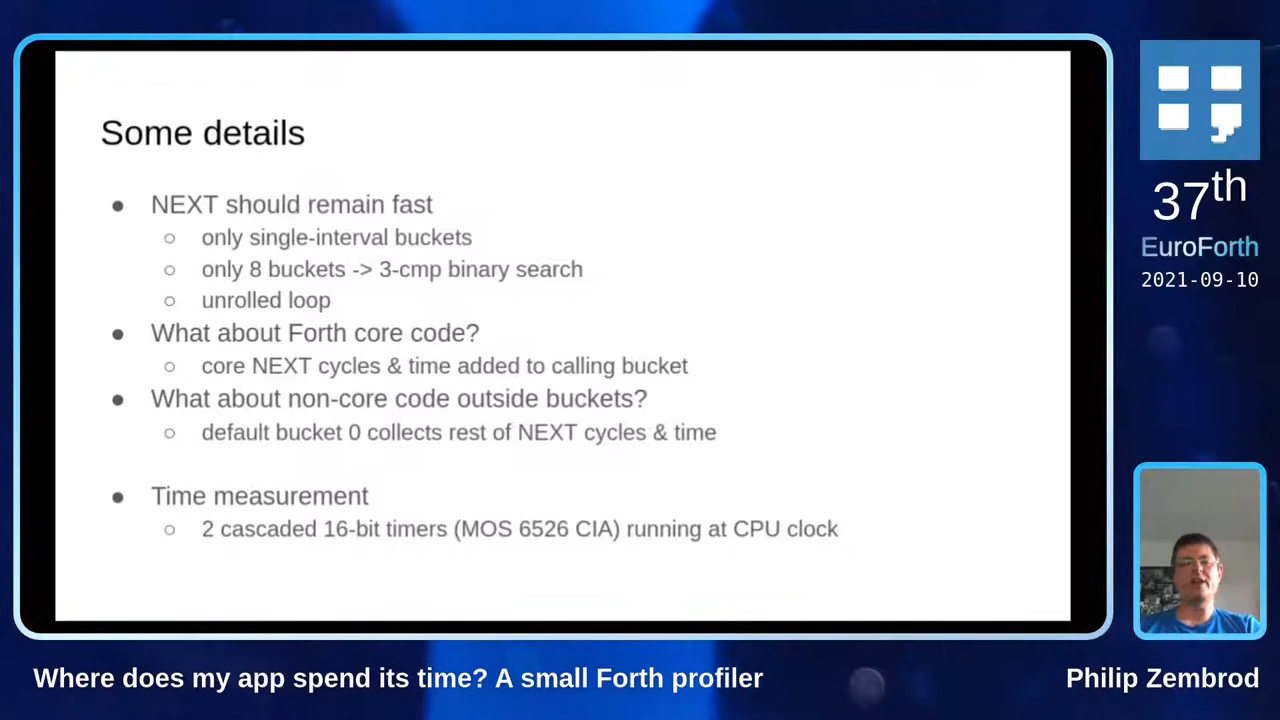 Some details
● NEXT should remain fast
○ only single-interval buckets
○ only 8 buckets -> 3-cmp binary search
○ unrolled loop
● What about Forth core code?
○ core NEXT cycles & time added to calling bucket
● What about non-core code outside buckets?
○ default bucket 0 collects rest of NEXT cycles & time
● Time measurement
○ 2 cascaded 16-bit timers (MOS 6526 CIA) running at CPU clock
37th
EuroForth
2021-09-10
Where does my app spend its time? A small Forth profiler
Philip Zembrod